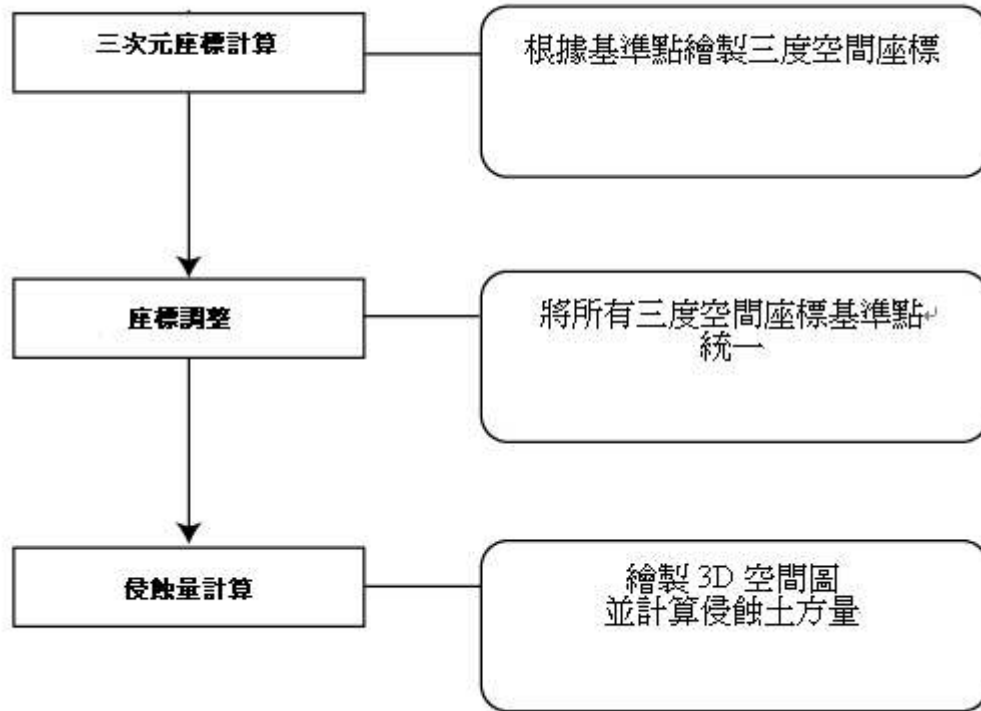 三次元座標計算
根據基準點繪製三度空間座標
座標調整
將所有三度空間座標基準點
統一
侵蝕量計算
繪製 3D 空間圖
並計算侵蝕土方量